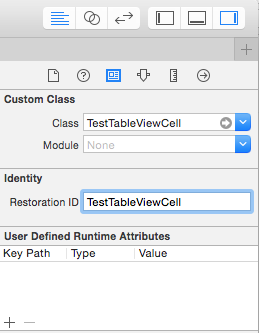 Custom Class
Class TestTableViewCell
Module None
Identity
Restoration ID TestTableViewCell
User Defined Runtime Attributes
Key Path Type Value